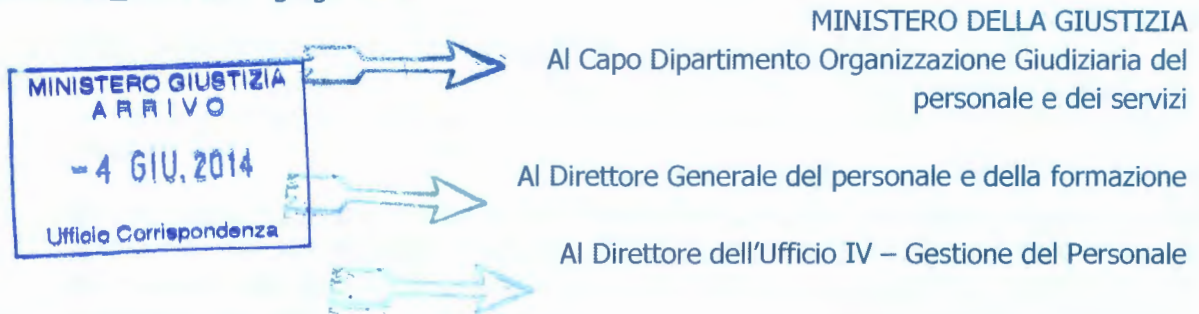 MINISTERO DELLA GIUSTIZIA
Al Capo Dipartimento Organizzazione Giudiziaria del
personale e dei servizi
MINISTERO GIUSTIZIA
ARRIVO
- 4 GIU. 2014
Ufficio Corrispondenza
Al Direttore Generale del personale e della formazione
Al Direttore dell'Ufficio IV – Gestione del Personale